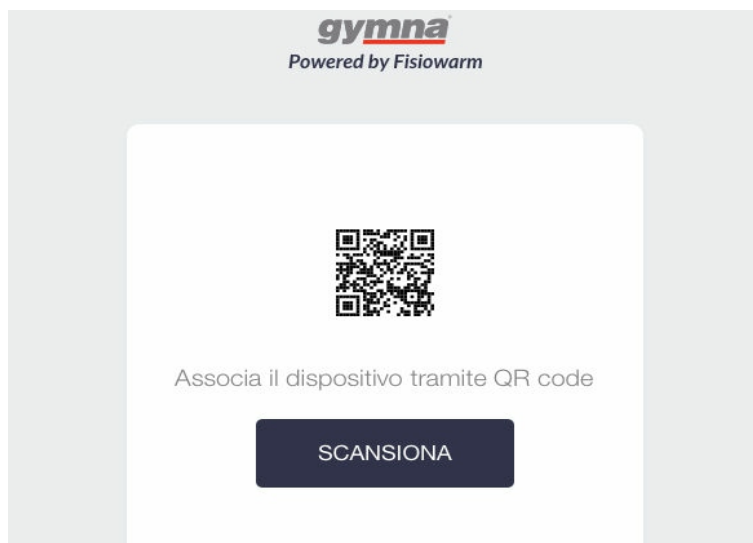 gymna
Powered by Fisiowarm
Associa il dispositivo tramite QR code
SCANSIONA